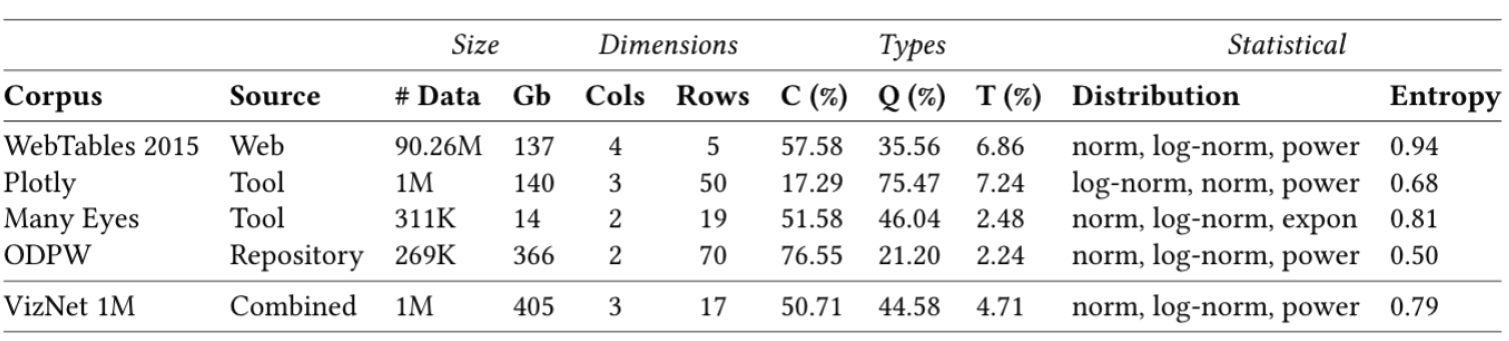 Size Dimensions Types Statistical
Corpus Source # Data Gb Cols Rows C (%) Q (%) T (%) Distribution Entropy
WebTables 2015 Web 90.26M 137 4 5 57.58 35.56 6.86 norm, log-norm, power 0.94
Plotly Tool 1M 140 3 50 17.29 75.47 7.24 log-norm, norm, power 0.68
Many Eyes Tool 311K 14 2 19 51.58 46.04 2.48 norm, log-norm, expon 0.81
ODPW Repository 269K 366 2 70 76.55 21.20 2.24 norm, log-norm, power 0.50
VizNet 1M Combined 1M 405 3 17 50.71 44.58 4.71 norm, log-norm, power 0.79